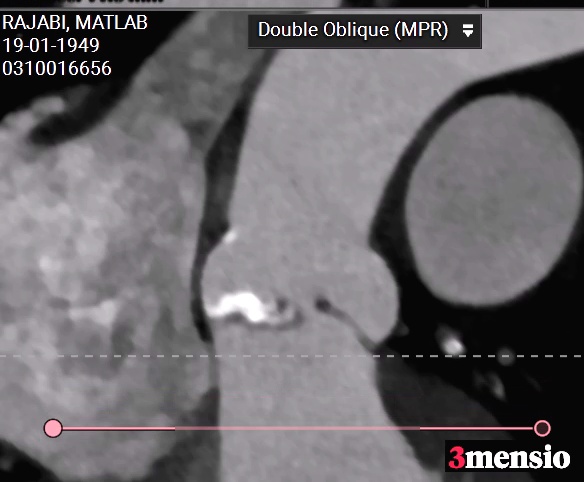 RAJABI, MATLAB
19-01-1949
0310016656
Double Oblique (MPR)
3mensio